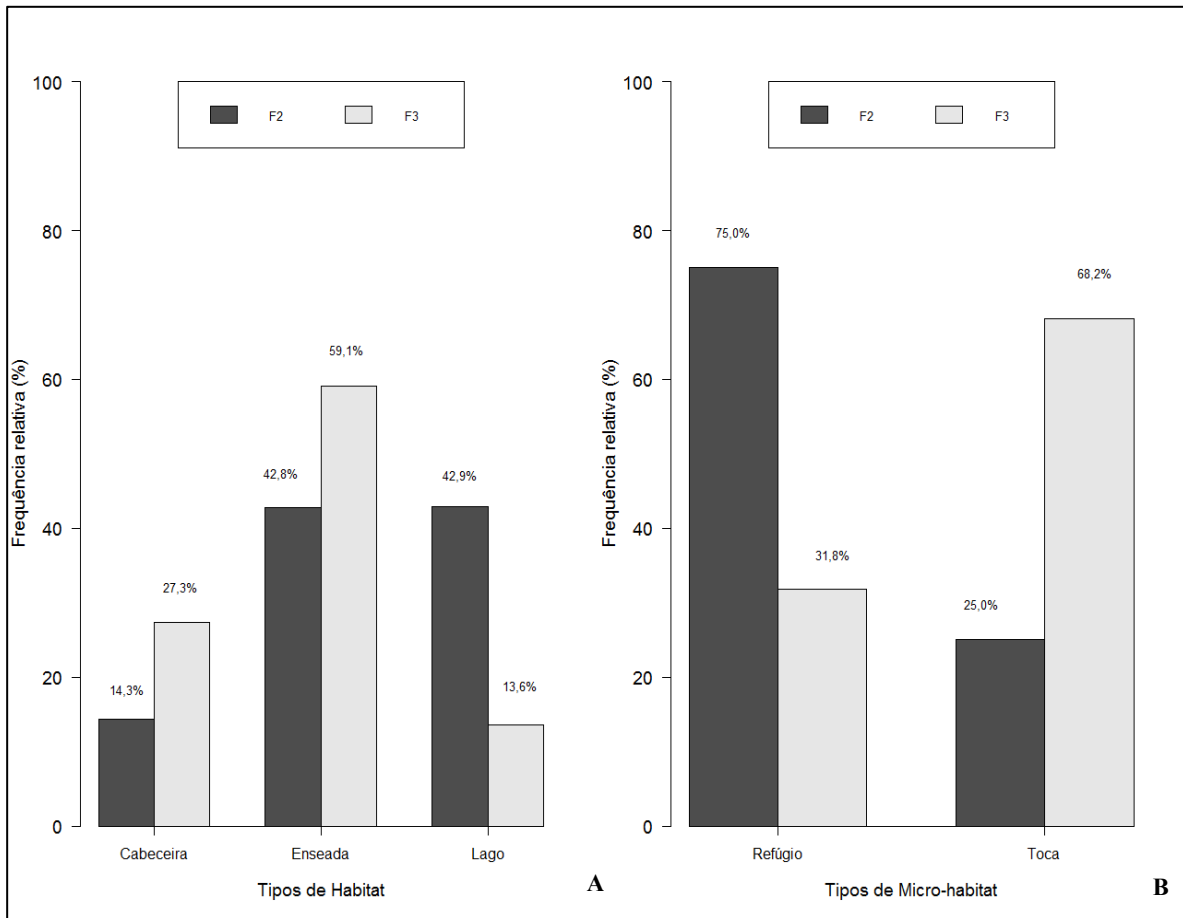 100
80
60
40
20
0
Frequência relativa (%)
F2 F3
14,3%
27,3%
42,8%
59,1%
42,9%
13,6%
Cabeceira Enseada Lago
Tipos de Habitat
A
100
80
60
40
20
0
Frequência relativa (%)
F2 F3
75,0%
31,8%
25,0%
68,2%
Refúgio Toca
Tipos de Micro-habitat
B